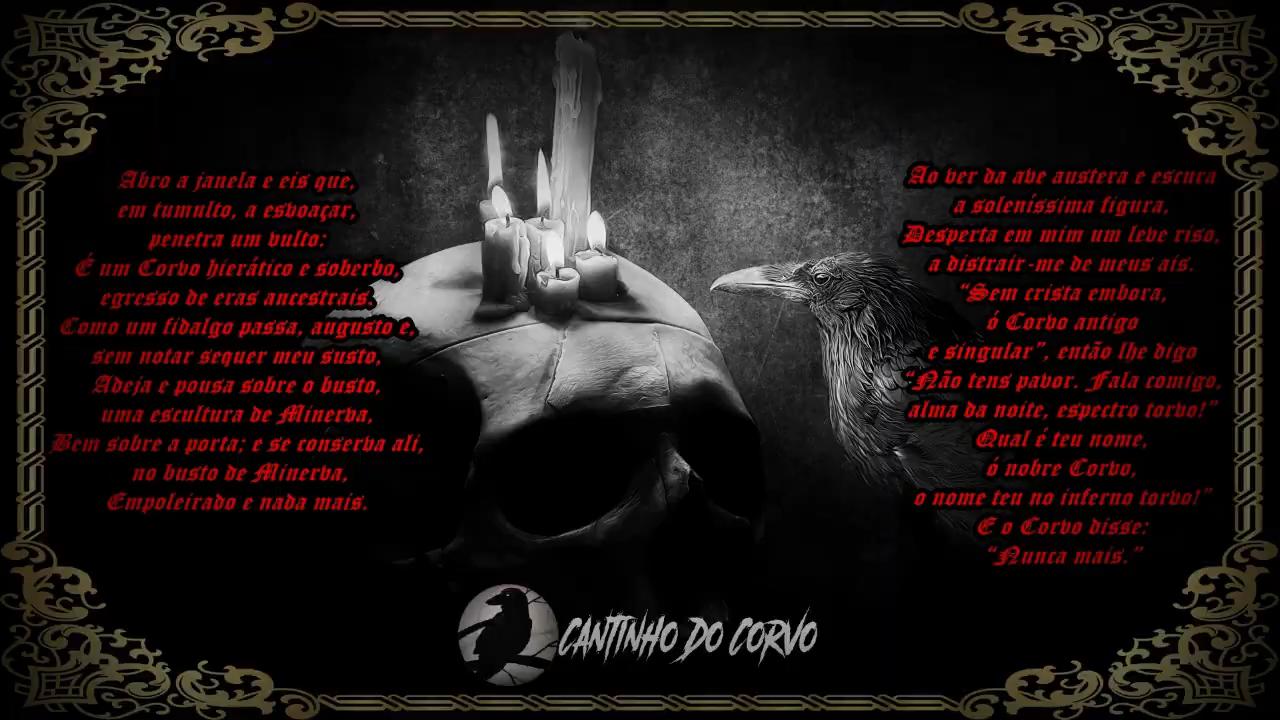 Abro a janela e eis que,
em tumulto, a esvoaçar,
penetra um vulto:
É um Corvo hierático e soberbo,
egresso de eras ancestrais.
Como um fidalgo passa, augusto e,
sem notar sequer meu susto,
Adeja e pousa sobre o busto,
uma escultura de Minerva,
Bem sobre a porta; e se conserva ali,
no busto de Minerva,
Empoleirado e nada mais.
Ao ver da ave austera e escura
a soleníssima figura,
Desperta em mim um leve riso,
a distrair-me de meus ais.
“Sem crista embora,
ó Corvo antigo
e singular”, então lhe digo
“Não tens pavor. Fala comigo,
alma da noite, espectro torvo!”
Qual é teu nome,
ó nobre Corvo,
o nome teu no inferno torvo!”
E o Corvo disse:
“Nunca mais.”
CANTINHO DO CORVO